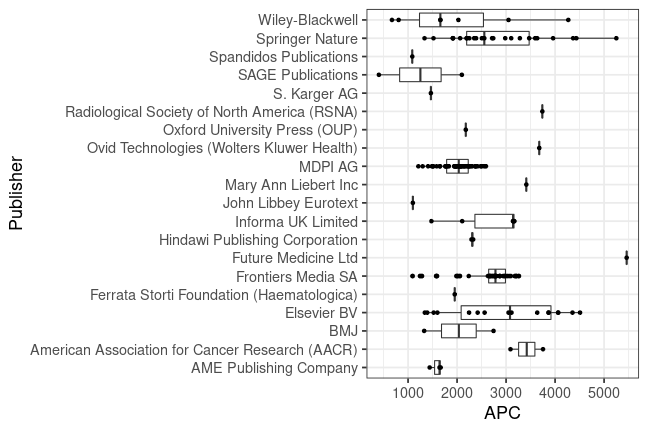 Wiley-Blackwell
Springer Nature
Spandidos Publications
SAGE Publications
S. Karger AG
Radiological Society of North America (RSNA)
Oxford University Press (OUP)
Ovid Technologies (Wolters Kluwer Health)
MDPI AG
Mary Ann Liebert Inc
John Libbey Eurotext
Informa UK Limited
Hindawi Publishing Corporation
Future Medicine Ltd
Frontiers Media SA
Ferrata Storti Foundation (Haematologica)
Elsevier BV
BMJ
American Association for Cancer Research (AACR)
AME Publishing Company
Publisher
1000 2000 3000 4000 5000
APC